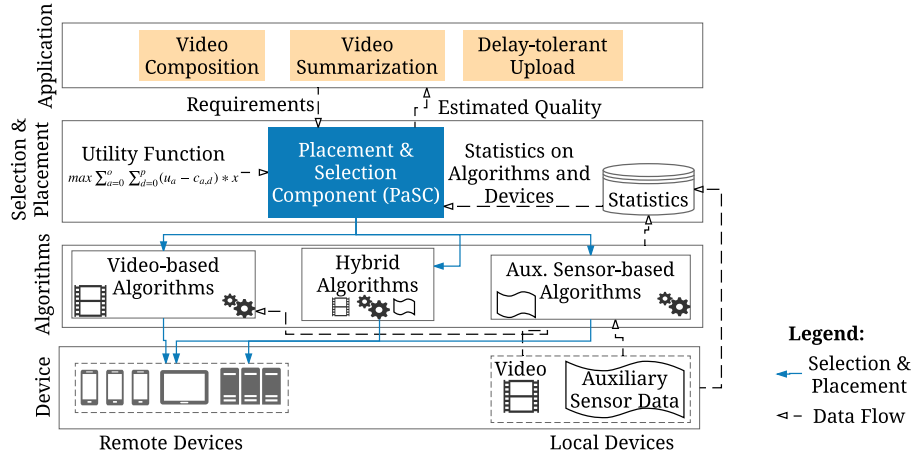 Application
Video
Composition
Video
Summarization
Delay-tolerant
Upload
Requirements
Estimated Quality
Selection &
Placement
Utility Function
max ∑_{a=0}^{o} ∑_{d=0}^{p} (u_a − c_{a,d}) ∗ x
Placement &
Selection
Component (PaSC)
Statistics on
Algorithms and
Devices
Statistics
Algorithms
Video-based
Algorithms
Hybrid
Algorithms
Aux. Sensor-based
Algorithms
Device
Video
Auxiliary
Sensor Data
Remote Devices
Local Devices
Legend:
Selection &
Placement
Data Flow